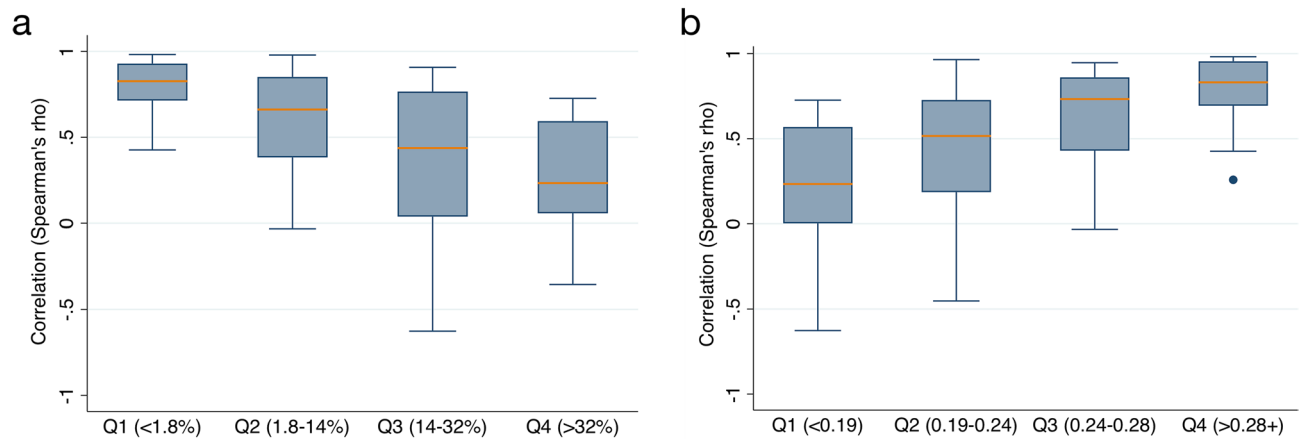 a
Correlation (Spearman's rho)
1
.5
0
-.5
-1
Q1 (<1.8%) Q2 (1.8-14%) Q3 (14-32%) Q4 (>32%)
b
Correlation (Spearman's rho)
1
.5
0
-.5
-1
Q1 (<0.19) Q2 (0.19-0.24) Q3 (0.24-0.28) Q4 (>0.28+)